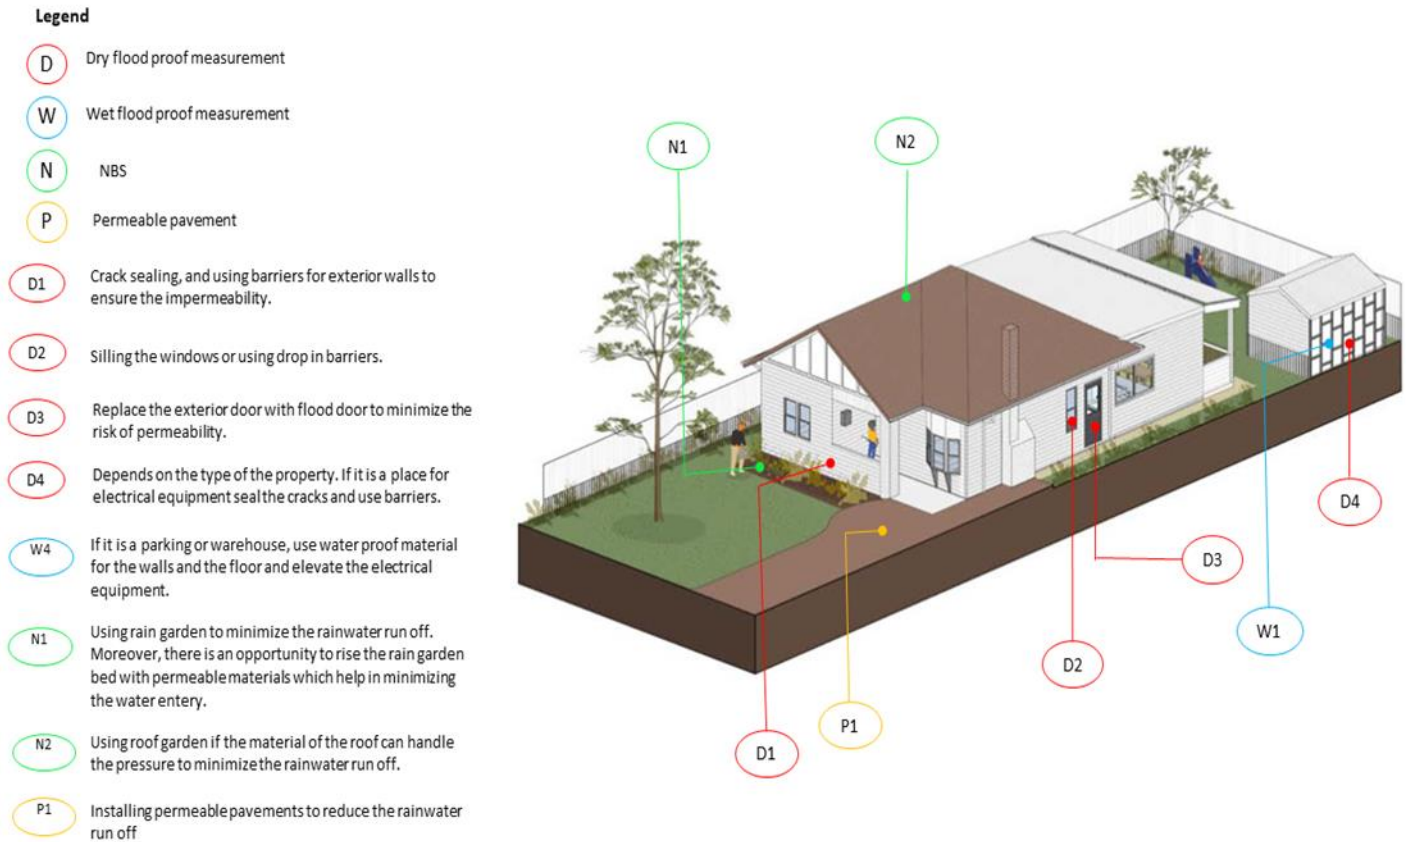 Legend
D Dry flood proof measurement
W Wet flood proof measurement
N NBS
P Permeable pavement
D1 Crack sealing, and using barriers for exterior walls to
ensure the impermeability.
D2 Silling the windows or using drop in barriers.
D3 Replace the exterior door with flood door to minimize the
risk of permeability.
D4 Depends on the type of the property. If it is a place for
electrical equipment seal the cracks and use barriers.
W4 If it is a parking or warehouse, use water proof material
for the walls and the floor and elevate the electrical
equipment.
N1 Using rain garden to minimize the rainwater run off.
Moreover, there is an opportunity to rise the rain garden
bed with permeable materials which help in minimizing
the water entery.
N2 Using roof garden if the material of the roof can handle
the pressure to minimize the rainwater run off.
P1 Installing permeable pavements to reduce the rainwater
run off
N1
N2
D4
D3
W1
D2
P1
D1